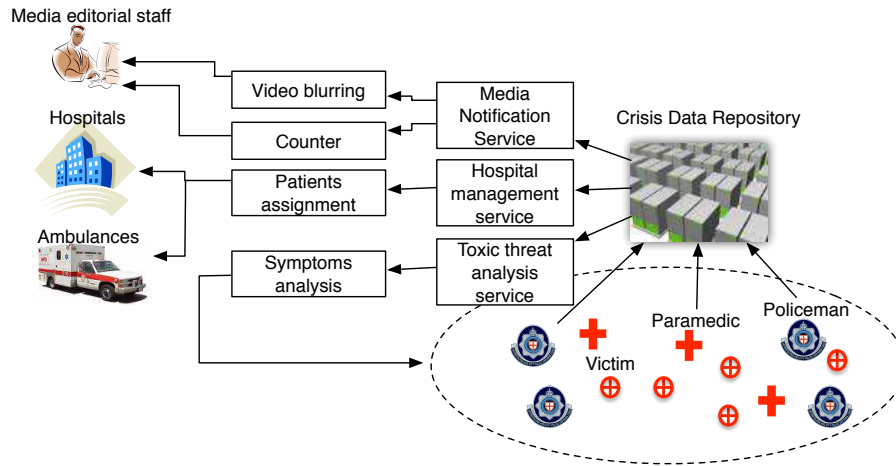 Media editorial staff
Video blurring
Media
Notification
Service
Crisis Data Repository
Hospitals
Counter
Patients
assignment
Hospital
management
service
Ambulances
Symptoms
analysis
Toxic threat
analysis
service
Paramedic
Policeman
Victim